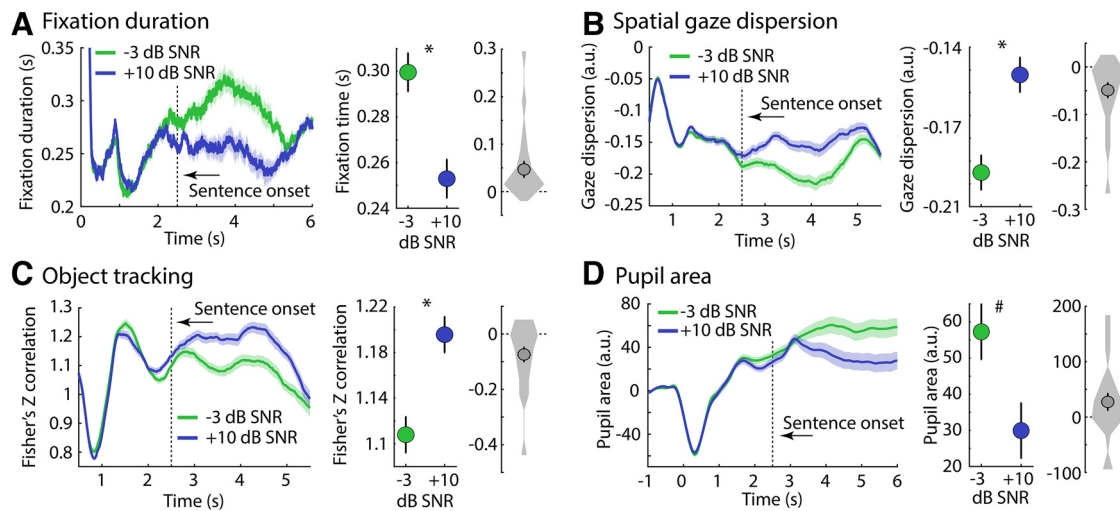 A Fixation duration
0.35
0.3
0.25
0.2
Fixation duration (s)
-3 dB SNR
+10 dB SNR
Sentence onset
0 2 4 6
Time (s)
0.30
0.28
0.26
0.24
Fixation time (s)
*
-3 +10
dB SNR
0.3
0.2
0.1
0
B Spatial gaze dispersion
0
-0.05
-0.1
-0.15
-0.2
-0.25
Gaze dispersion (a.u.)
-3 dB SNR
+10 dB SNR
Sentence onset
1 2 3 4 5
Time (s)
-0.14
-0.17
-0.21
Gaze dispersion (a.u.)
*
-3 +10
dB SNR
0
-0.1
-0.2
-0.3
C Object tracking
1.3
1.2
1.1
1
0.9
0.8
Fisher's Z correlation
Sentence onset
-3 dB SNR
+10 dB SNR
1 2 3 4 5
Time (s)
1.22
1.18
1.14
1.1
Fisher's Z correlation
*
-3 +10
dB SNR
0
-0.2
-0.4
D Pupil area
80
40
0
-40
Pupil area (a.u.)
-3 dB SNR
+10 dB SNR
Sentence onset
-1 0 1 2 3 4 5 6
Time (s)
60
50
40
30
20
Pupil area (a.u.)
#
-3 +10
dB SNR
200
100
0
-100